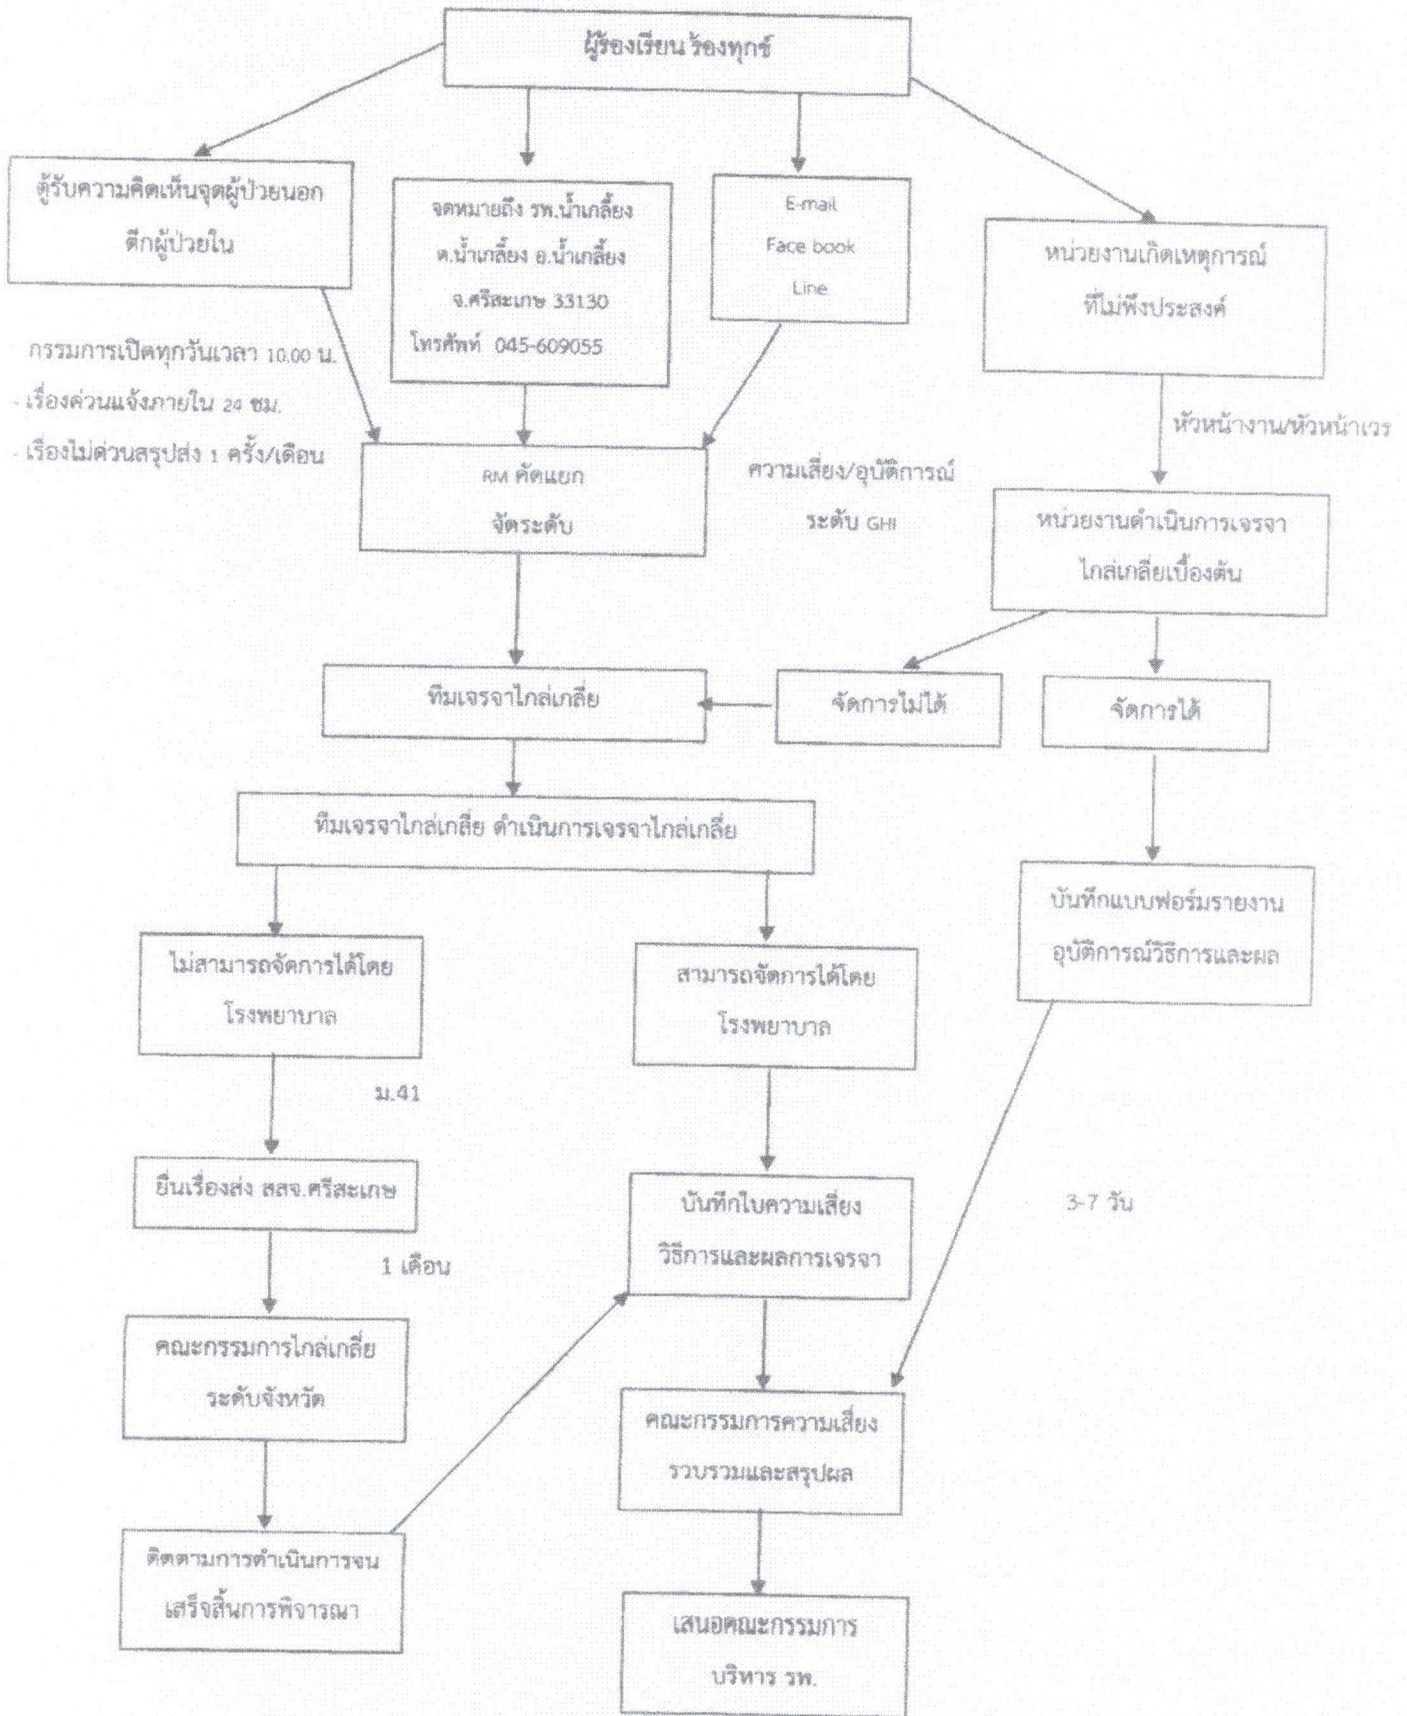 ผู้ร้องเรียน ร้องทุกข์
ตู้รับความคิดเห็นจุดผู้ป่วยนอก
ตึกผู้ป่วยใน
จดหมายถึง รพ.น้ำเกลี้ยง
ต.น้ำเกลี้ยง อ.น้ำเกลี้ยง
จ.ศรีสะเกษ 33130
โทรศัพท์ 045-609055
E-mail
Face book
Line
หน่วยงานเกิดเหตุการณ์
ที่ไม่พึงประสงค์
กรรมการเปิดทุกวันเวลา 10.00 น.
- เรื่องด่วนแจ้งภายใน 24 ชม.
- เรื่องไม่ด่วนสรุปส่ง 1 ครั้ง/เดือน
หัวหน้างาน/หัวหน้าเวร
RM คัดแยก
จัดระดับ
ความเสี่ยง/อุบัติการณ์
ระดับ GHI
หน่วยงานดำเนินการเจรจา
ไกล่เกลี่ยเบื้องต้น
ทีมเจรจาไกล่เกลี่ย
จัดการไม่ได้
จัดการได้
ทีมเจรจาไกล่เกลี่ย ดำเนินการเจรจาไกล่เกลี่ย
บันทึกแบบฟอร์มรายงาน
อุบัติการณ์วิธีการและผล
ไม่สามารถจัดการได้โดย
โรงพยาบาล
สามารถจัดการได้โดย
โรงพยาบาล
ม.41
ยื่นเรื่องส่ง สสจ.ศรีสะเกษ
บันทึกใบความเสี่ยง
วิธีการและผลการเจรจา
3-7 วัน
1 เดือน
คณะกรรมการไกล่เกลี่ย
ระดับจังหวัด
คณะกรรมการความเสี่ยง
รวบรวมและสรุปผล
ติดตามการดำเนินการจน
เสร็จสิ้นการพิจารณา
เสนอคณะกรรมการ
บริหาร รพ.